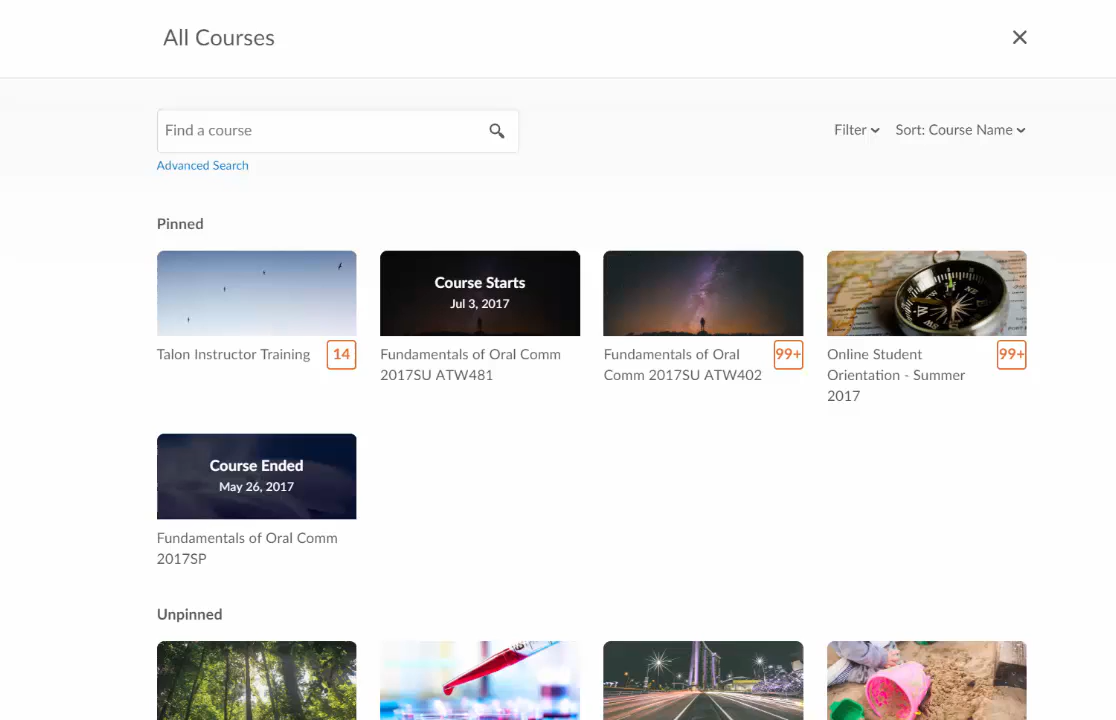 All Courses
Find a course
Filter
Sort: Course Name
Advanced Search
Pinned
Course Starts
Jul 3, 2017
Talon Instructor Training
14
Fundamentals of Oral Comm
2017SU ATW481
Fundamentals of Oral
Comm 2017SU ATW402
99+
Online Student
Orientation - Summer
2017
99+
Course Ended
May 26, 2017
Fundamentals of Oral Comm
2017SP
Unpinned